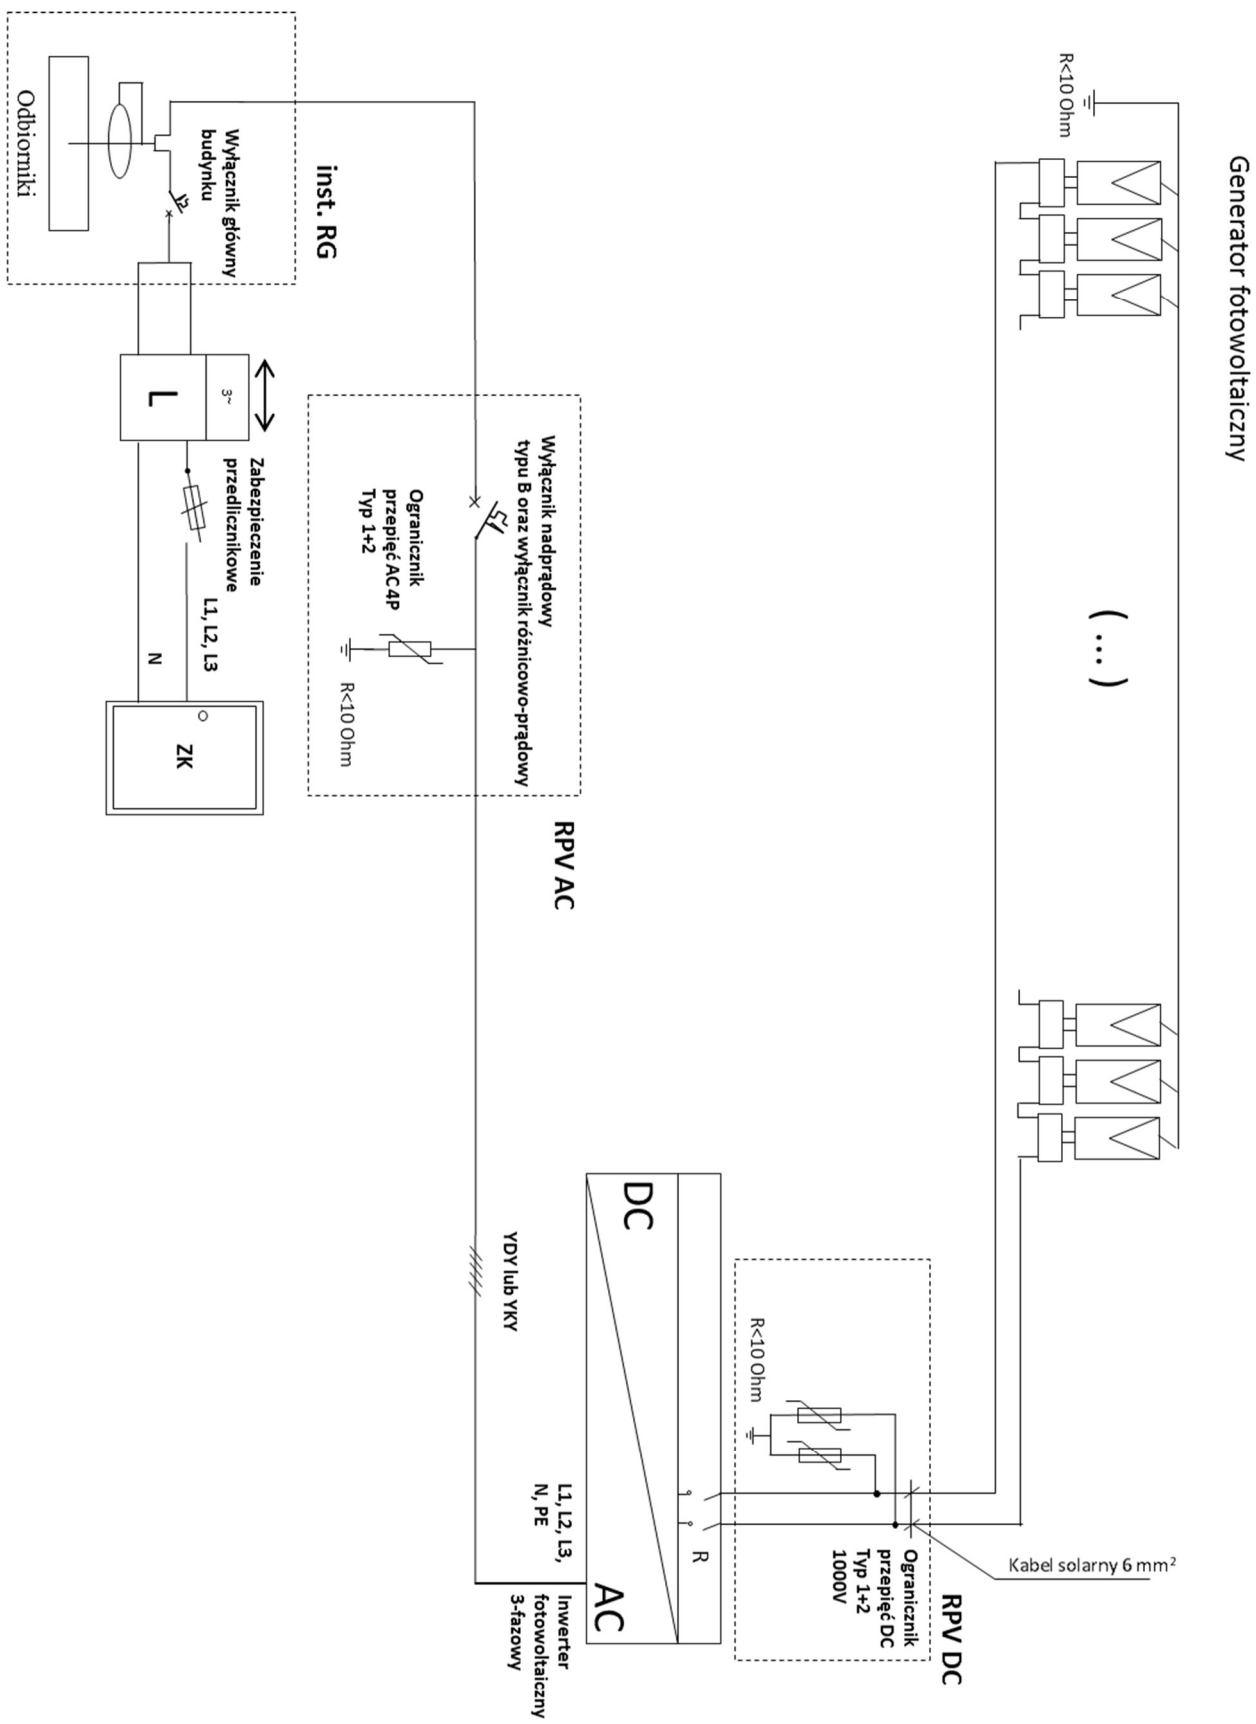 Generator fotowoltaiczny
R<10 Ohm
(...)
Kabel solarny 6 mm²
RPV DC
Ogranicznik
przepięć DC
Typ 1+2
1000V
R<10 Ohm
R
DC
AC
Inwerter
fotowoltaiczny
3-fazowy
L1, L2, L3,
N, PE
YDY lub YKY
RPV AC
Wyłącznik nadprądowy
typu B oraz wyłącznik różnicowo-prądowy
Ogranicznik
przepięć AC 4P
Typ 1+2
R<10 Ohm
inst. RG
Wyłącznik główny
budynku
Odbiorniki
3~
L
Zabezpieczenie
przedlicznikowe
L1, L2, L3
N
ZK